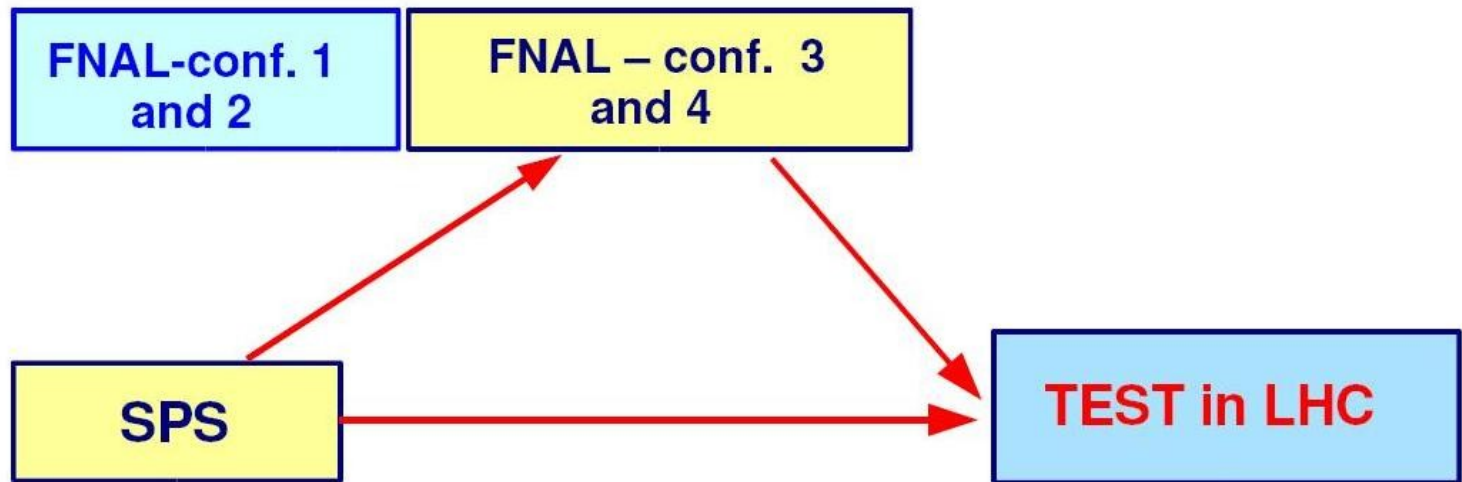 FNAL-conf. 1
and 2
FNAL – conf. 3
and 4
SPS
TEST in LHC